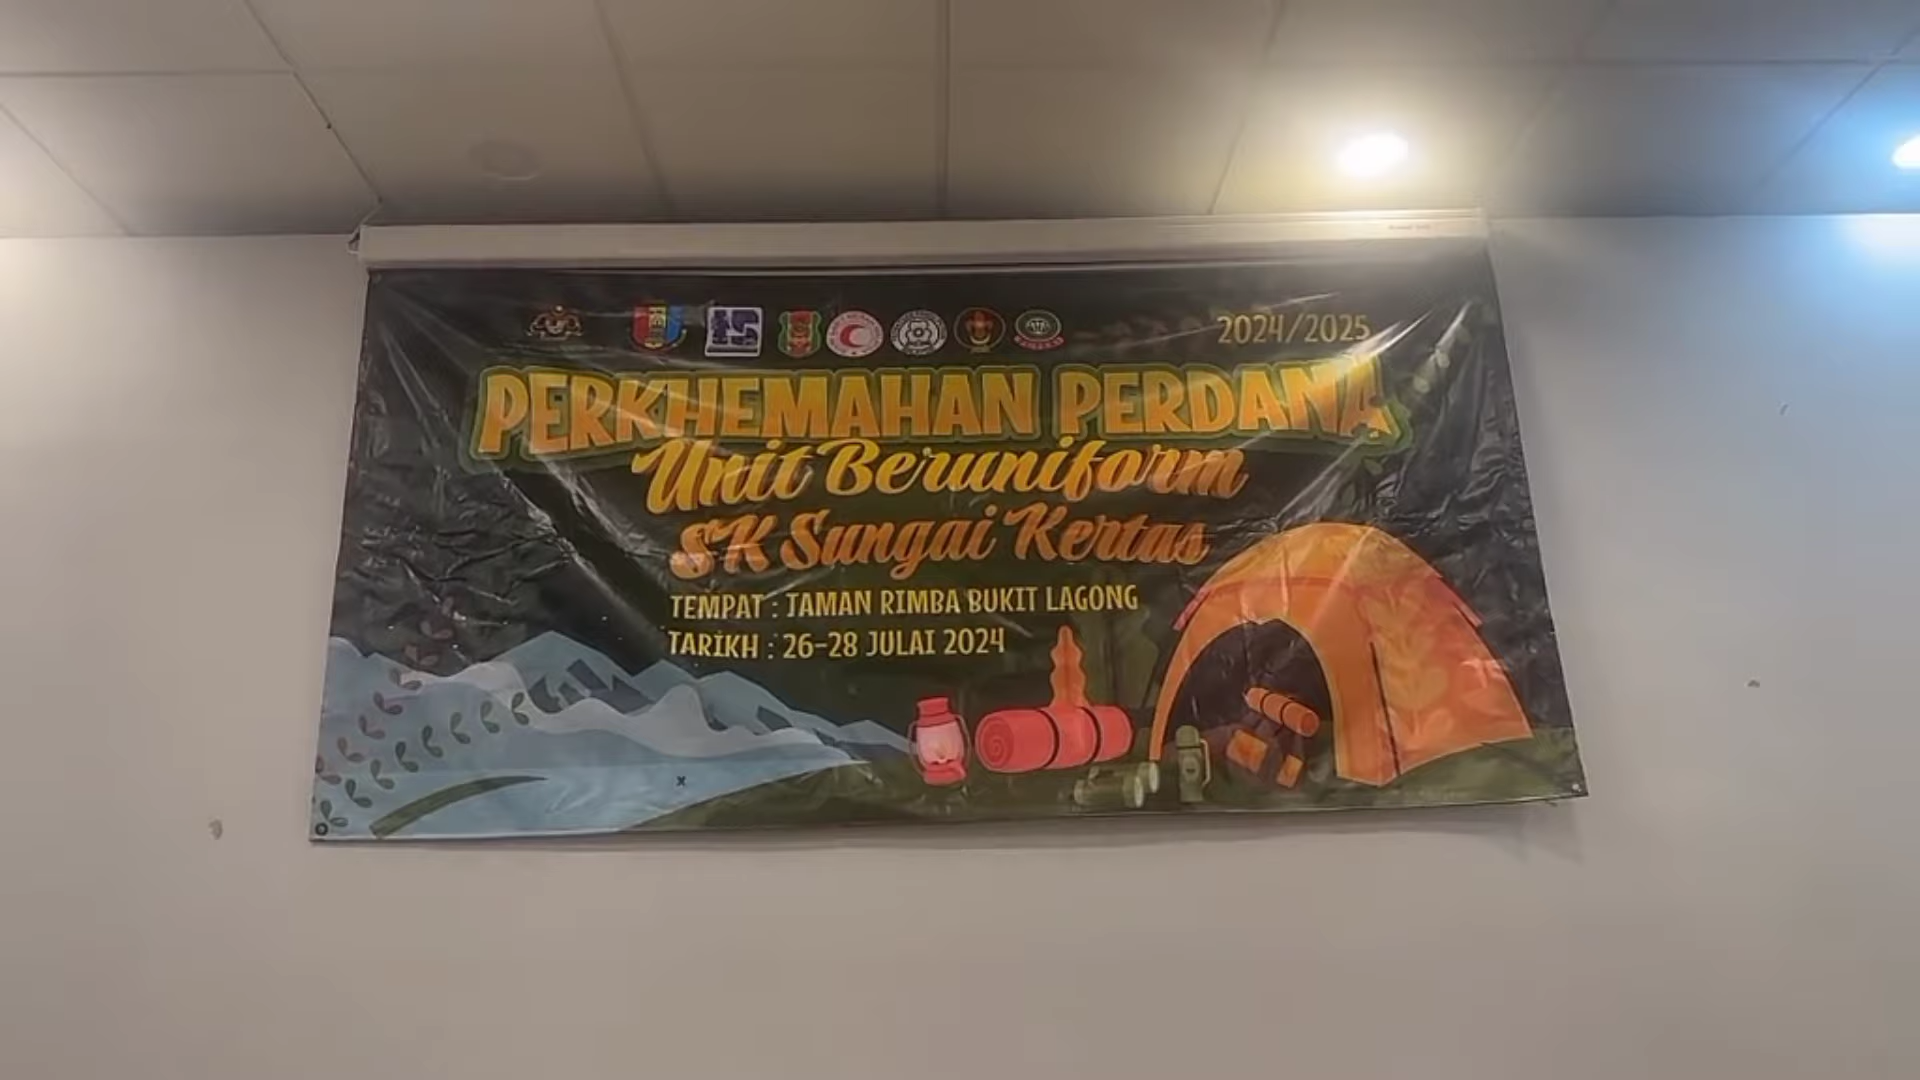 2024/2025
PERKHEMAHAN PERDANA
Unit Beruniform
SK Sungai Kertas
TEMPAT : TAMAN RIMBA BUKIT LAGONG
TARIKH : 26-28 JULAI 2024